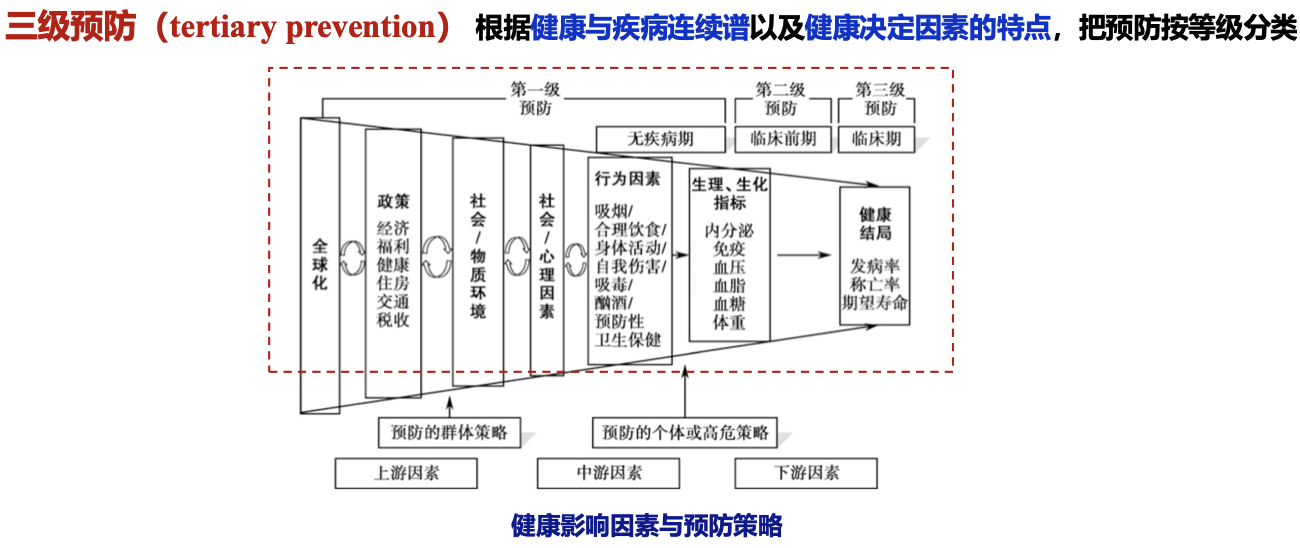 三级预防（tertiary prevention） 根据健康与疾病连续谱以及健康决定因素的特点，把预防按等级分类
第一级
预防
第二级
预防
第三级
预防
无疾病期
临床前期
临床期
全球化
政策
经济
福利
健康
住房
交通
税收
社会/物质环境
社会/心理因素
行为因素
吸烟/
合理饮食/
身体活动/
自我伤害/
吸毒/
酗酒/
预防性
卫生保健
生理、生化
指标
内分泌
免疫
血压
血脂
血糖
体重
健康
结局
发病率
称亡率
期望寿命
预防的群体策略
预防的个体或高危策略
上游因素
中游因素
下游因素
健康影响因素与预防策略